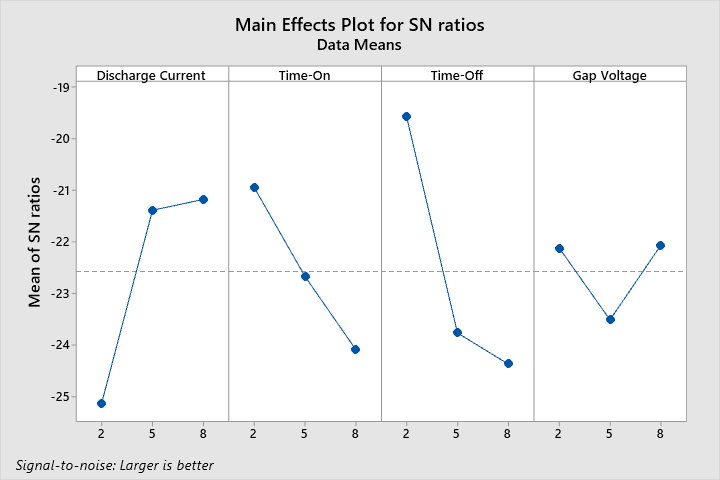 Main Effects Plot for SN ratios
Data Means
Discharge Current Time-On Time-Off Gap Voltage
Mean of SN ratios
-19
-20
-21
-22
-23
-24
-25
2 5 8 2 5 8 2 5 8 2 5 8
Signal-to-noise: Larger is better